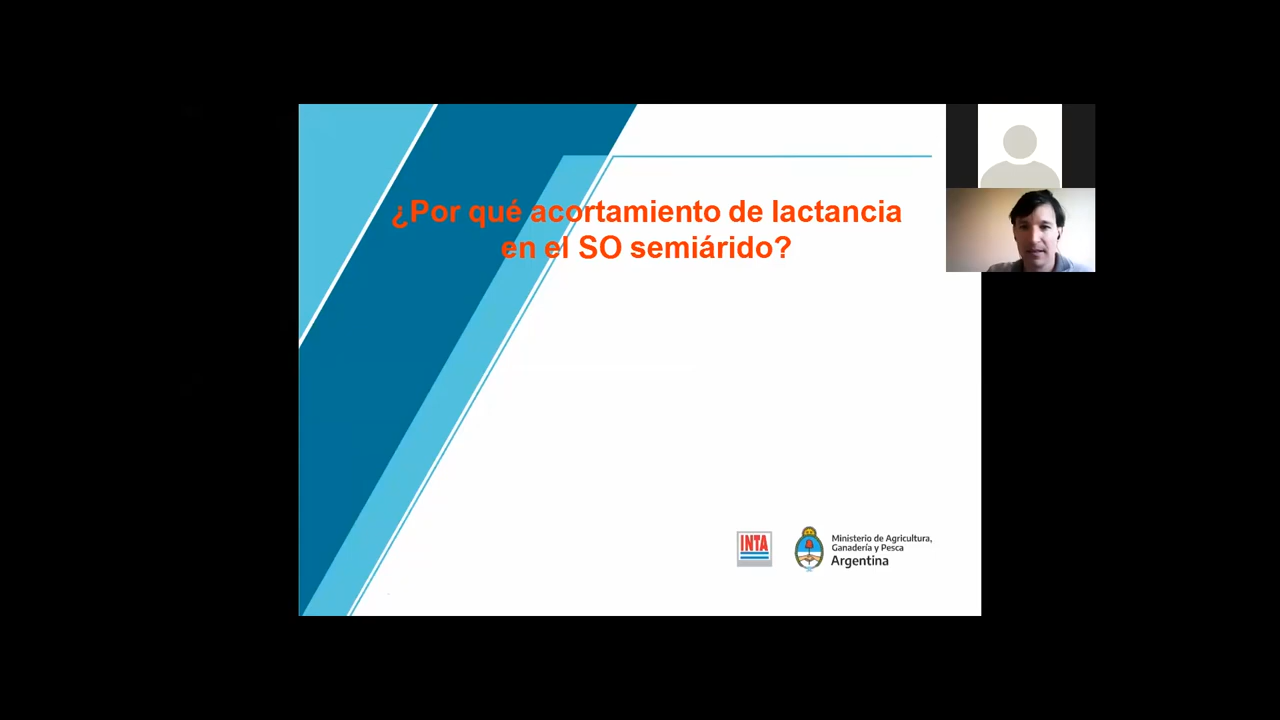 ¿Por qué acortamiento de lactancia
en el SO semiárido?
INTA
Ministerio de Agricultura,
Ganadería y Pesca
Argentina